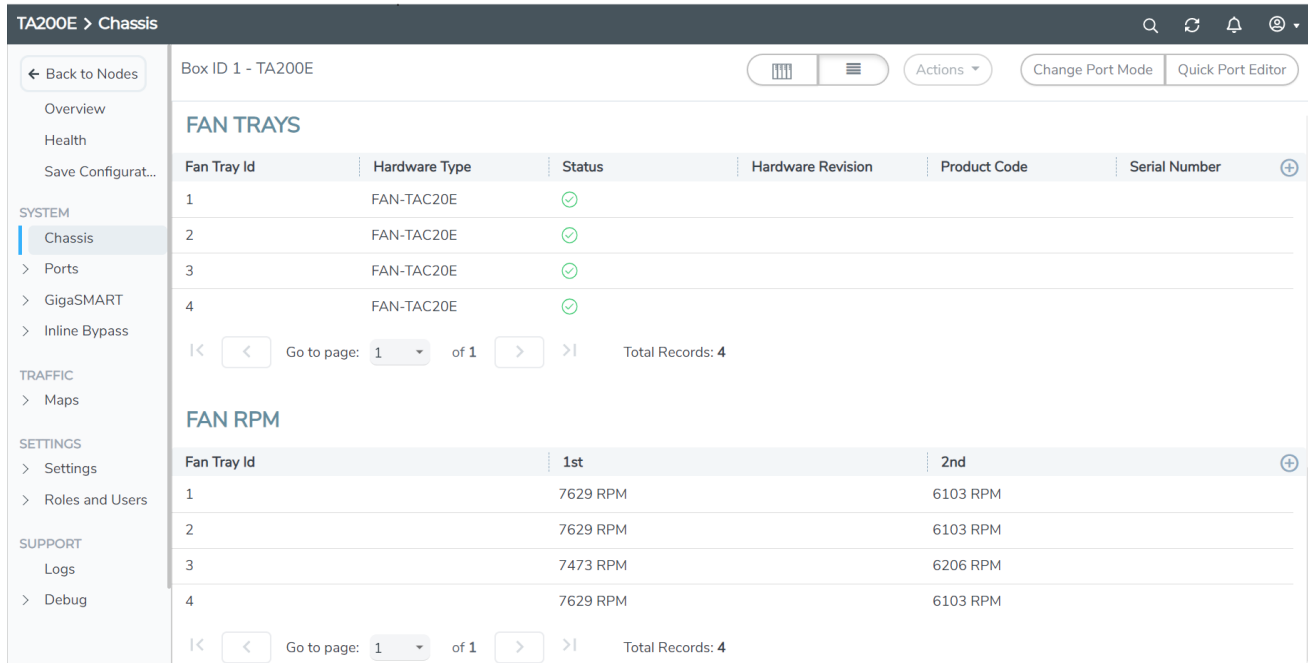 TA200E > Chassis
Back to Nodes
Overview
Health
Save Configurat...
SYSTEM
Chassis
Ports
GigaSMART
Inline Bypass
TRAFFIC
Maps
SETTINGS
Settings
Roles and Users
SUPPORT
Logs
Debug
Box ID 1 - TA200E
Actions
Change Port Mode
Quick Port Editor
FAN TRAYS
Fan Tray Id Hardware Type Status Hardware Revision Product Code Serial Number
1 FAN-TAC20E
2 FAN-TAC20E
3 FAN-TAC20E
4 FAN-TAC20E
Go to page: 1 of 1 Total Records: 4
FAN RPM
Fan Tray Id 1st 2nd
1 7629 RPM 6103 RPM
2 7629 RPM 6103 RPM
3 7473 RPM 6206 RPM
4 7629 RPM 6103 RPM
Go to page: 1 of 1 Total Records: 4